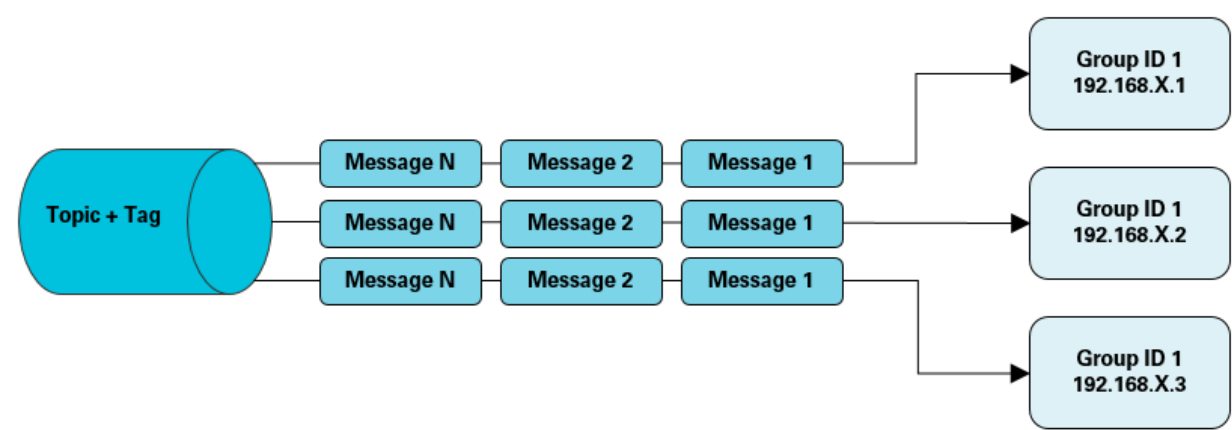 Group ID 1
192.168.X.1
Message N
Message 2
Message 1
Topic + Tag
Message N
Message 2
Message 1
Group ID 1
192.168.X.2
Message N
Message 2
Message 1
Group ID 1
192.168.X.3